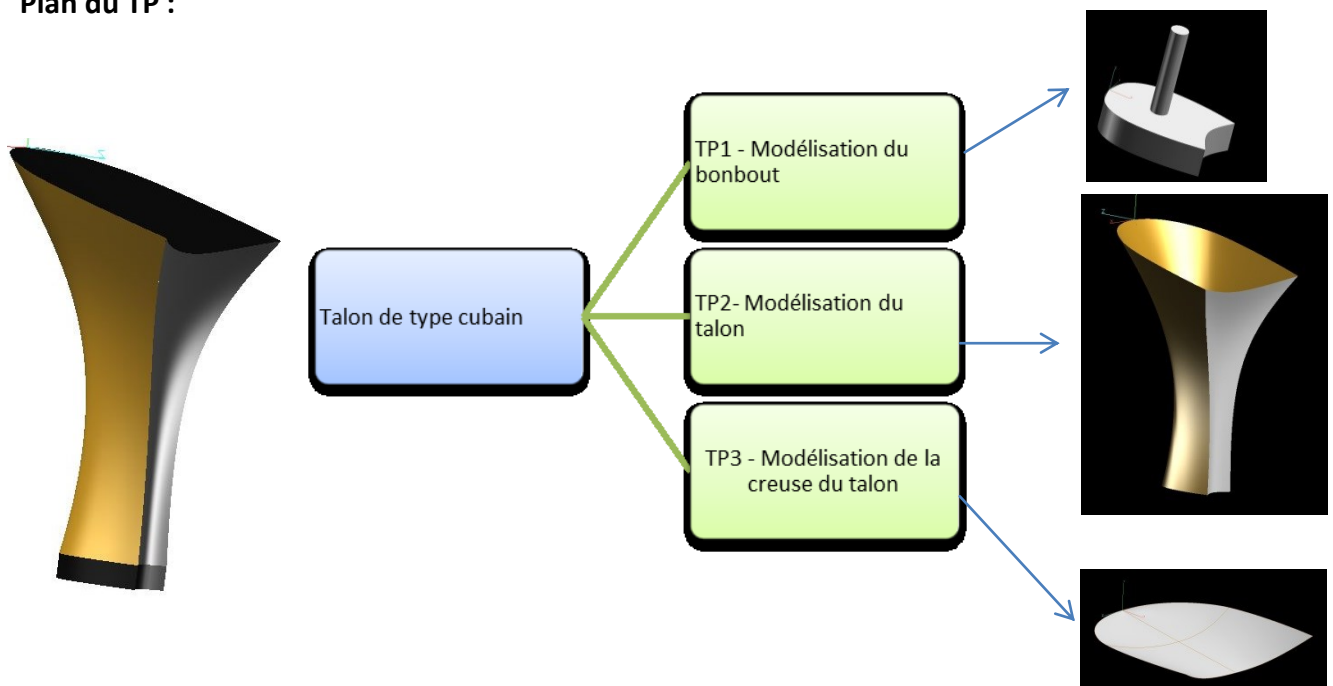 Plan du TP :
TP1 - Modélisation du
bonbout
Talon de type cubain
TP2- Modélisation du
talon
TP3 - Modélisation de la
creuse du talon